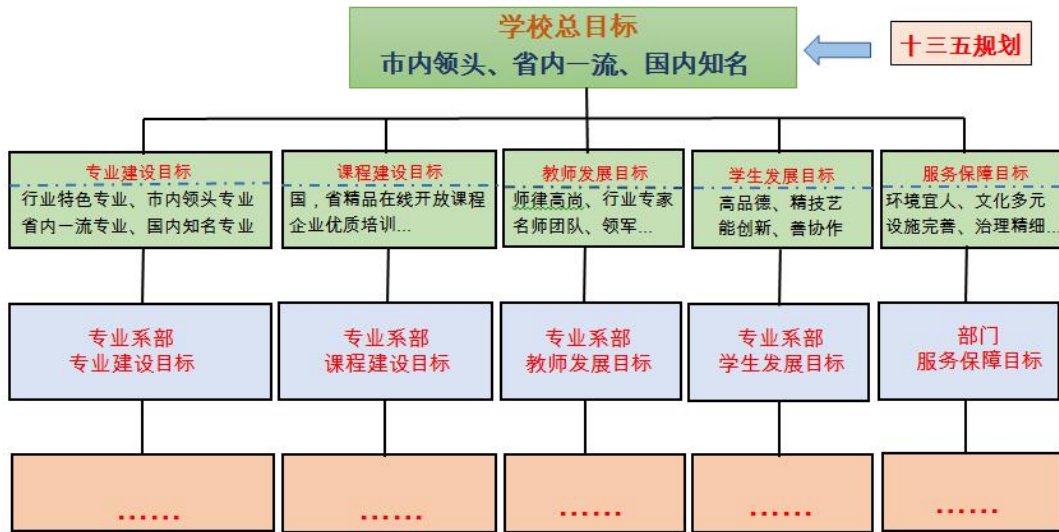 学校总目标
市内领头、省内一流、国内知名
十三五规划
专业建设目标
行业特色专业、市内领头专业
省内一流专业、国内知名专业
课程建设目标
国，省精品在线开放课程
企业优质培训...
教师发展目标
师律高尚、行业专家
名师团队、领军...
学生发展目标
高品德、精技艺
能创新、善协作
服务保障目标
环境宜人、文化多元
设施完善、治理精细...
专业系部
专业建设目标
专业系部
课程建设目标
专业系部
教师发展目标
专业系部
学生发展目标
部门
服务保障目标
......
......
......
......
......